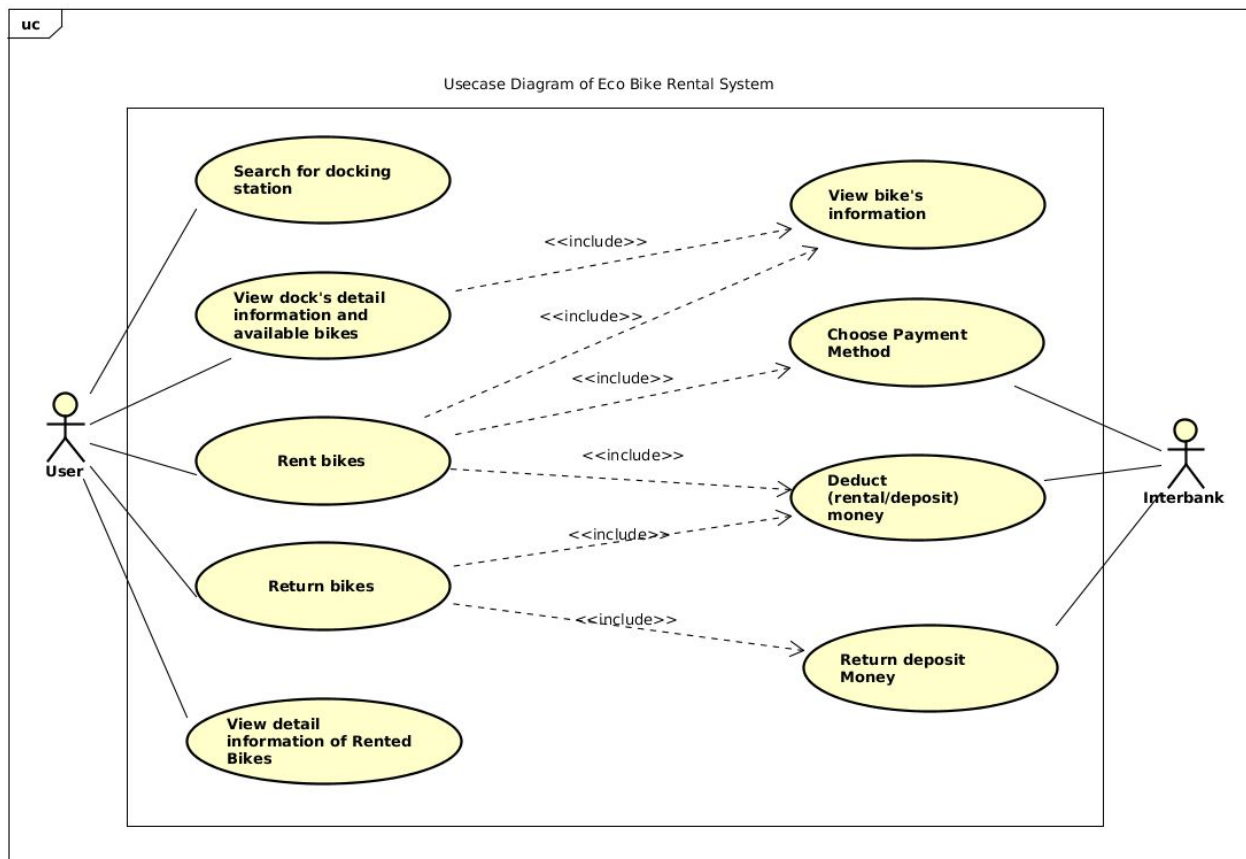 uc
Usecase Diagram of Eco Bike Rental System
Search for docking
station
View bike's
information
<<include>>
View dock's detail
information and
available bikes
<<include>>
Choose Payment
Method
<<include>>
User
Rent bikes
<<include>>
Deduct
(rental/deposit)
money
Interbank
<<include>>
Return bikes
<<include>>
Return deposit
Money
View detail
information of Rented
Bikes